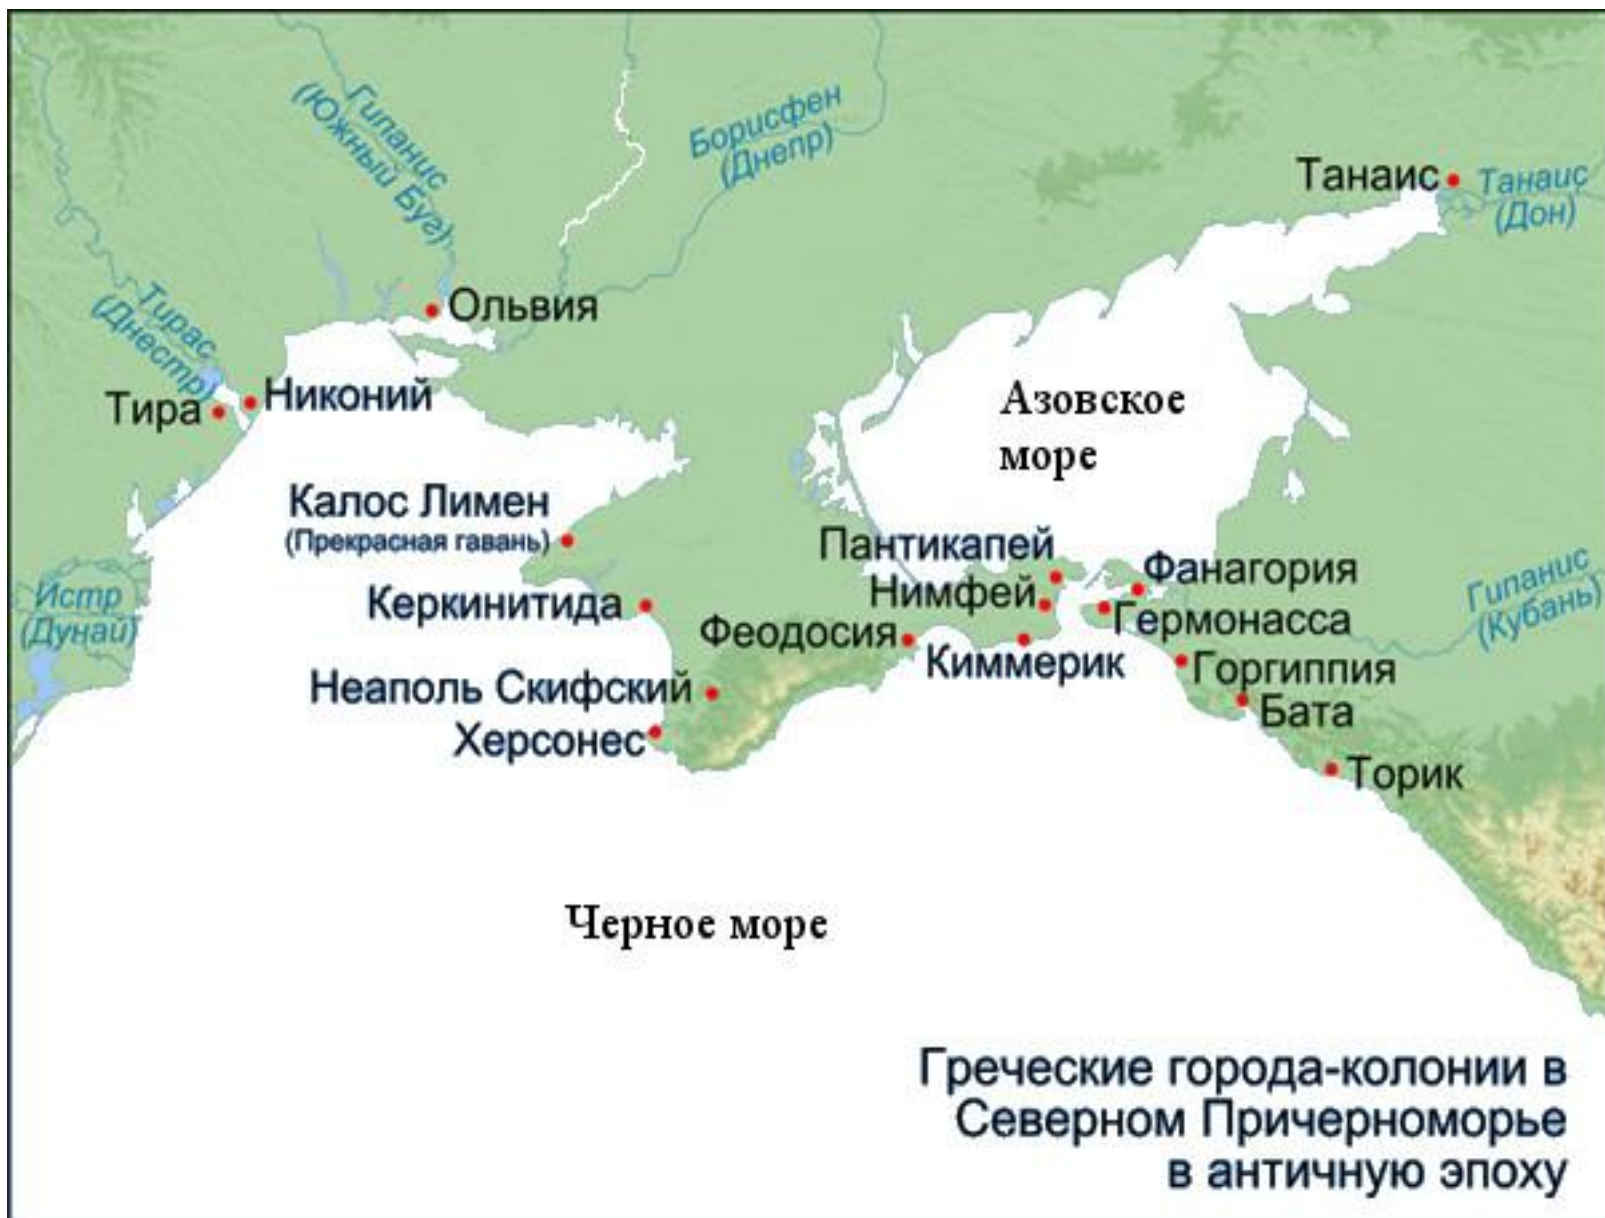 Гипанис
(Южный Буг)
Борисфен
(Днепр)
Танаис
Танаис
(Дон)
Тирас
(Днестр)
Ольвия
Тира
Никоний
Азовское
море
Калос Лимен
(Прекрасная гавань)
Пантикапей
Фанагория
Гипанис
(Кубань)
Истр
(Дунай)
Керкинитида
Нимфей
Гермонасса
Феодосия
Киммерик
Горгиппия
Неаполь Скифский
Бата
Херсонес
Торик
Черное море
Греческие города-колонии в
Северном Причерноморье
в античную эпоху